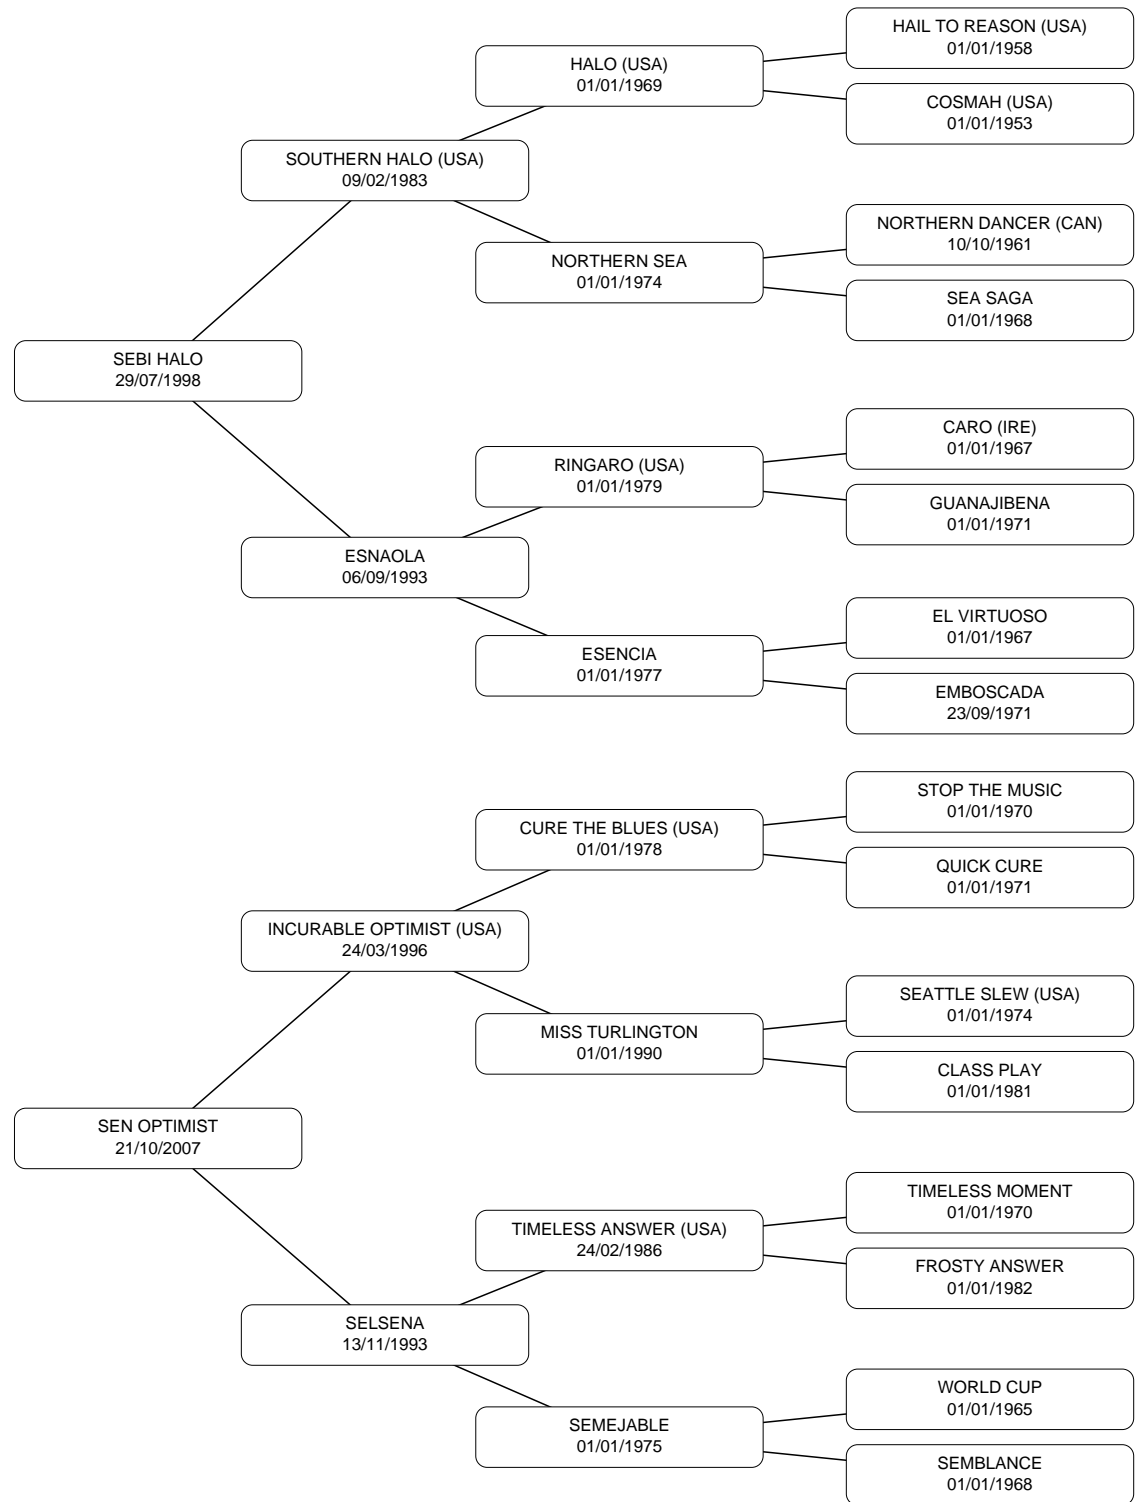 HAIL TO REASON (USA)
01/01/1958
HALO (USA)
01/01/1969
COSMAH (USA)
01/01/1953
SOUTHERN HALO (USA)
09/02/1983
NORTHERN DANCER (CAN)
10/10/1961
NORTHERN SEA
01/01/1974
SEA SAGA
01/01/1968
SEBI HALO
29/07/1998
CARO (IRE)
01/01/1967
RINGARO (USA)
01/01/1979
GUANAJIBENA
01/01/1971
ESNAOLA
06/09/1993
EL VIRTUOSO
01/01/1967
ESENCIA
01/01/1977
EMBOSCADA
23/09/1971
STOP THE MUSIC
01/01/1970
CURE THE BLUES (USA)
01/01/1978
QUICK CURE
01/01/1971
INCURABLE OPTIMIST (USA)
24/03/1996
SEATTLE SLEW (USA)
01/01/1974
MISS TURLINGTON
01/01/1990
CLASS PLAY
01/01/1981
SEN OPTIMIST
21/10/2007
TIMELESS MOMENT
01/01/1970
TIMELESS ANSWER (USA)
24/02/1986
FROSTY ANSWER
01/01/1982
SELSENA
13/11/1993
WORLD CUP
01/01/1965
SEMEJABLE
01/01/1975
SEMBLANCE
01/01/1968